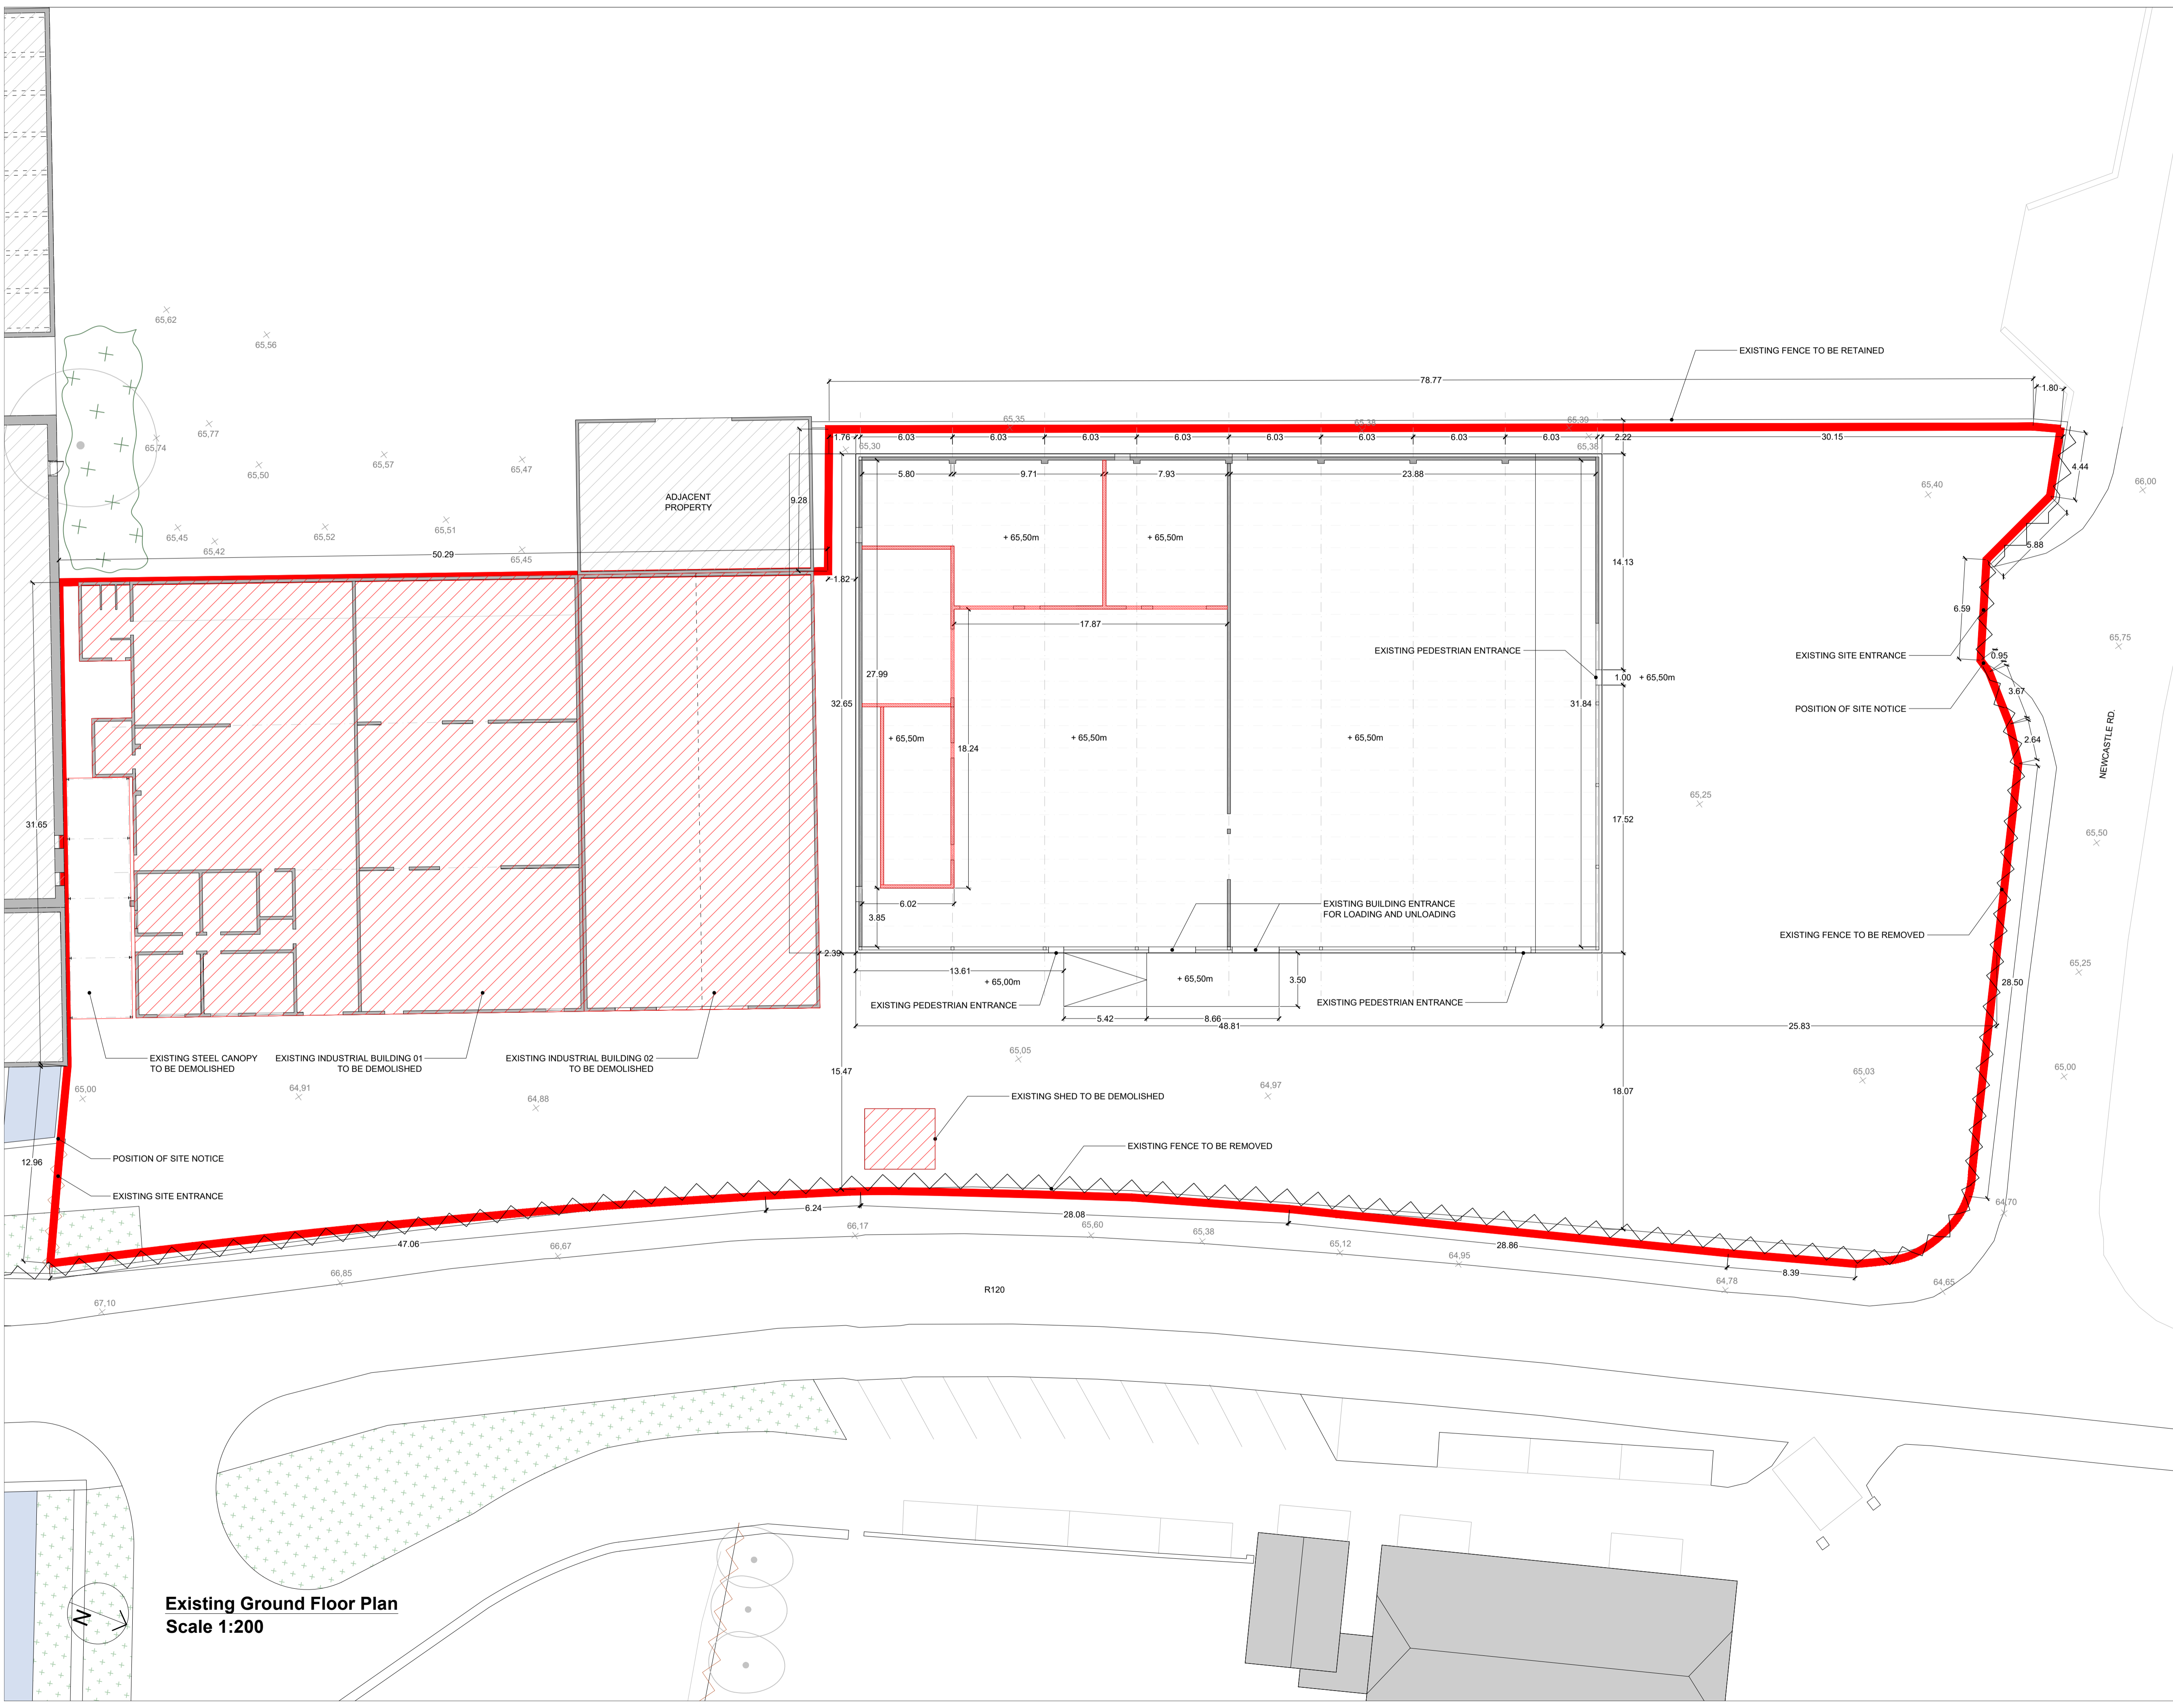 65,62
65,56
EXISTING FENCE TO BE RETAINED
78.77
1.80
65,35
65,38
65,39
65,74
65,77
1.76
65,30
6.03
6.03
6.03
6.03
6.03
6.03
6.03
6.03
65,38
2.22
30.15
4.44
65,50
65,57
65,47
5.80
9.71
7.93
23.88
65,40
66,00
ADJACENT
PROPERTY
9.28
65,45
65,42
65,52
65,51
65,45
+ 65,50m
+ 65,50m
5.88
50.29
1.82
14.13
6.59
17.87
65,75
EXISTING PEDESTRIAN ENTRANCE
EXISTING SITE ENTRANCE
0.95
27.99
1.00
+ 65,50m
3.67
32.65
31.84
POSITION OF SITE NOTICE
+ 65,50m
+ 65,50m
+ 65,50m
18.24
2.64
NEWCASTLE RD.
65,25
31.65
17.52
65,50
6.02
3.85
EXISTING BUILDING ENTRANCE
FOR LOADING AND UNLOADING
EXISTING FENCE TO BE REMOVED
2.39
13.61
+ 65,00m
+ 65,50m
3.50
65,25
28.50
EXISTING PEDESTRIAN ENTRANCE
EXISTING PEDESTRIAN ENTRANCE
5.42
8.66
48.81
25.83
EXISTING STEEL CANOPY
TO BE DEMOLISHED
EXISTING INDUSTRIAL BUILDING 01
TO BE DEMOLISHED
EXISTING INDUSTRIAL BUILDING 02
TO BE DEMOLISHED
65,05
15.47
65,00
65,03
65,00
64,91
64,88
64,97
18.07
EXISTING SHED TO BE DEMOLISHED
EXISTING FENCE TO BE REMOVED
12.96
POSITION OF SITE NOTICE
EXISTING SITE ENTRANCE
64,70
6.24
28.08
66,17
65,60
65,38
47.06
66,67
65,12
28.86
64,95
66,85
8.39
64,78
64,65
67,10
R120
Existing Ground Floor Plan
Scale 1:200
N